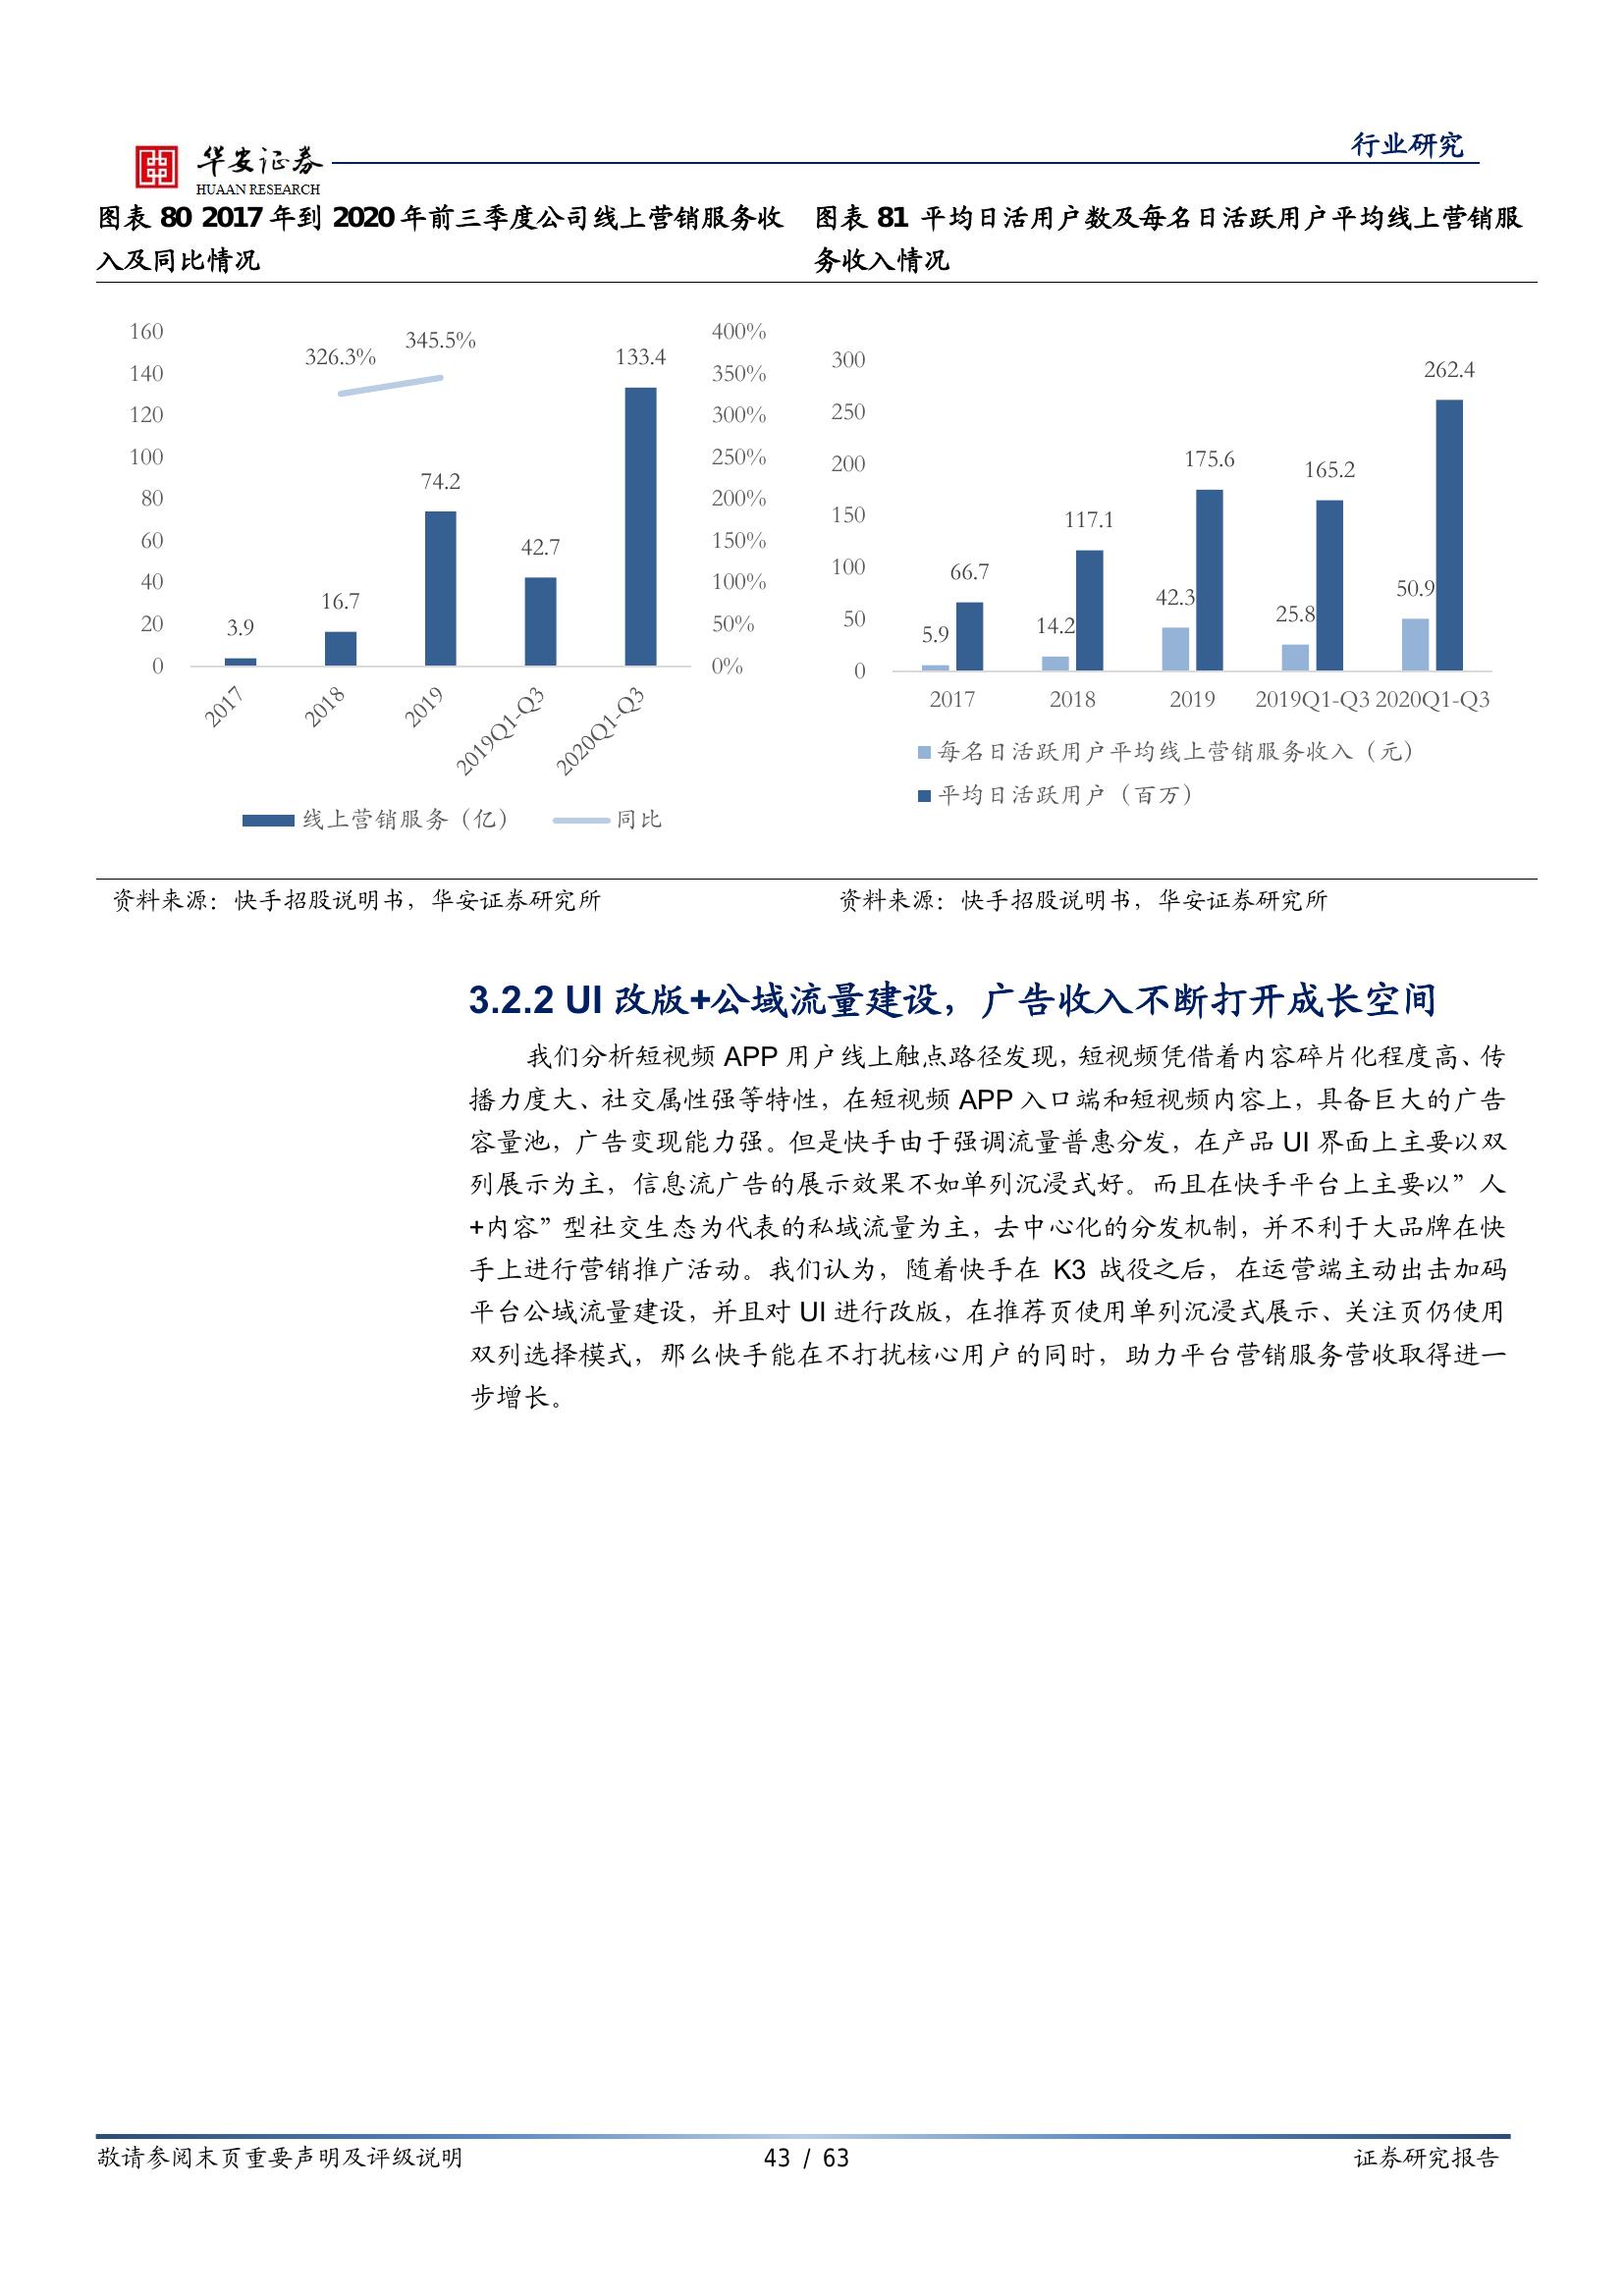 行业研究
华安证券
HUAAN RESEARCH
图表 80 2017 年到 2020 年前三季度公司线上营销服务收
入及同比情况
160
140
120
100
80
60
40
20
0
400%
350%
300%
250%
200%
150%
100%
50%
0%
326.3%
345.5%
3.9
16.7
74.2
42.7
133.4
2017
2018
2019
2019Q1-Q3
2020Q1-Q3
线上营销服务（亿）
同比
资料来源：快手招股说明书，华安证券研究所
图表 81 平均日活用户数及每名日活跃用户平均线上营销服
务收入情况
300
250
200
150
100
50
0
5.9
66.7
14.2
117.1
42.3
175.6
25.8
165.2
50.9
262.4
2017
2018
2019
2019Q1-Q3
2020Q1-Q3
每名日活跃用户平均线上营销服务收入（元）
平均日活跃用户（百万）
资料来源：快手招股说明书，华安证券研究所
3.2.2 UI 改版+公域流量建设，广告收入不断打开成长空间
我们分析短视频 APP 用户线上触点路径发现，短视频凭借着内容碎片化程度高、传
播力度大、社交属性强等特性，在短视频 APP 入口端和短视频内容上，具备巨大的广告
容量池，广告变现能力强。但是快手由于强调流量普惠分发，在产品 UI 界面上主要以双
列展示为主，信息流广告的展示效果不如单列沉浸式好。而且在快手平台上主要以”人
+内容”型社交生态为代表的私域流量为主，去中心化的分发机制，并不利于大品牌在快
手上进行营销推广活动。我们认为，随着快手在 K3 战役之后，在运营端主动出击加码
平台公域流量建设，并且对 UI 进行改版，在推荐页使用单列沉浸式展示、关注页仍使用
双列选择模式，那么快手能在不打扰核心用户的同时，助力平台营销服务营收取得进一
步增长。
敬请参阅末页重要声明及评级说明
43 / 63
证券研究报告